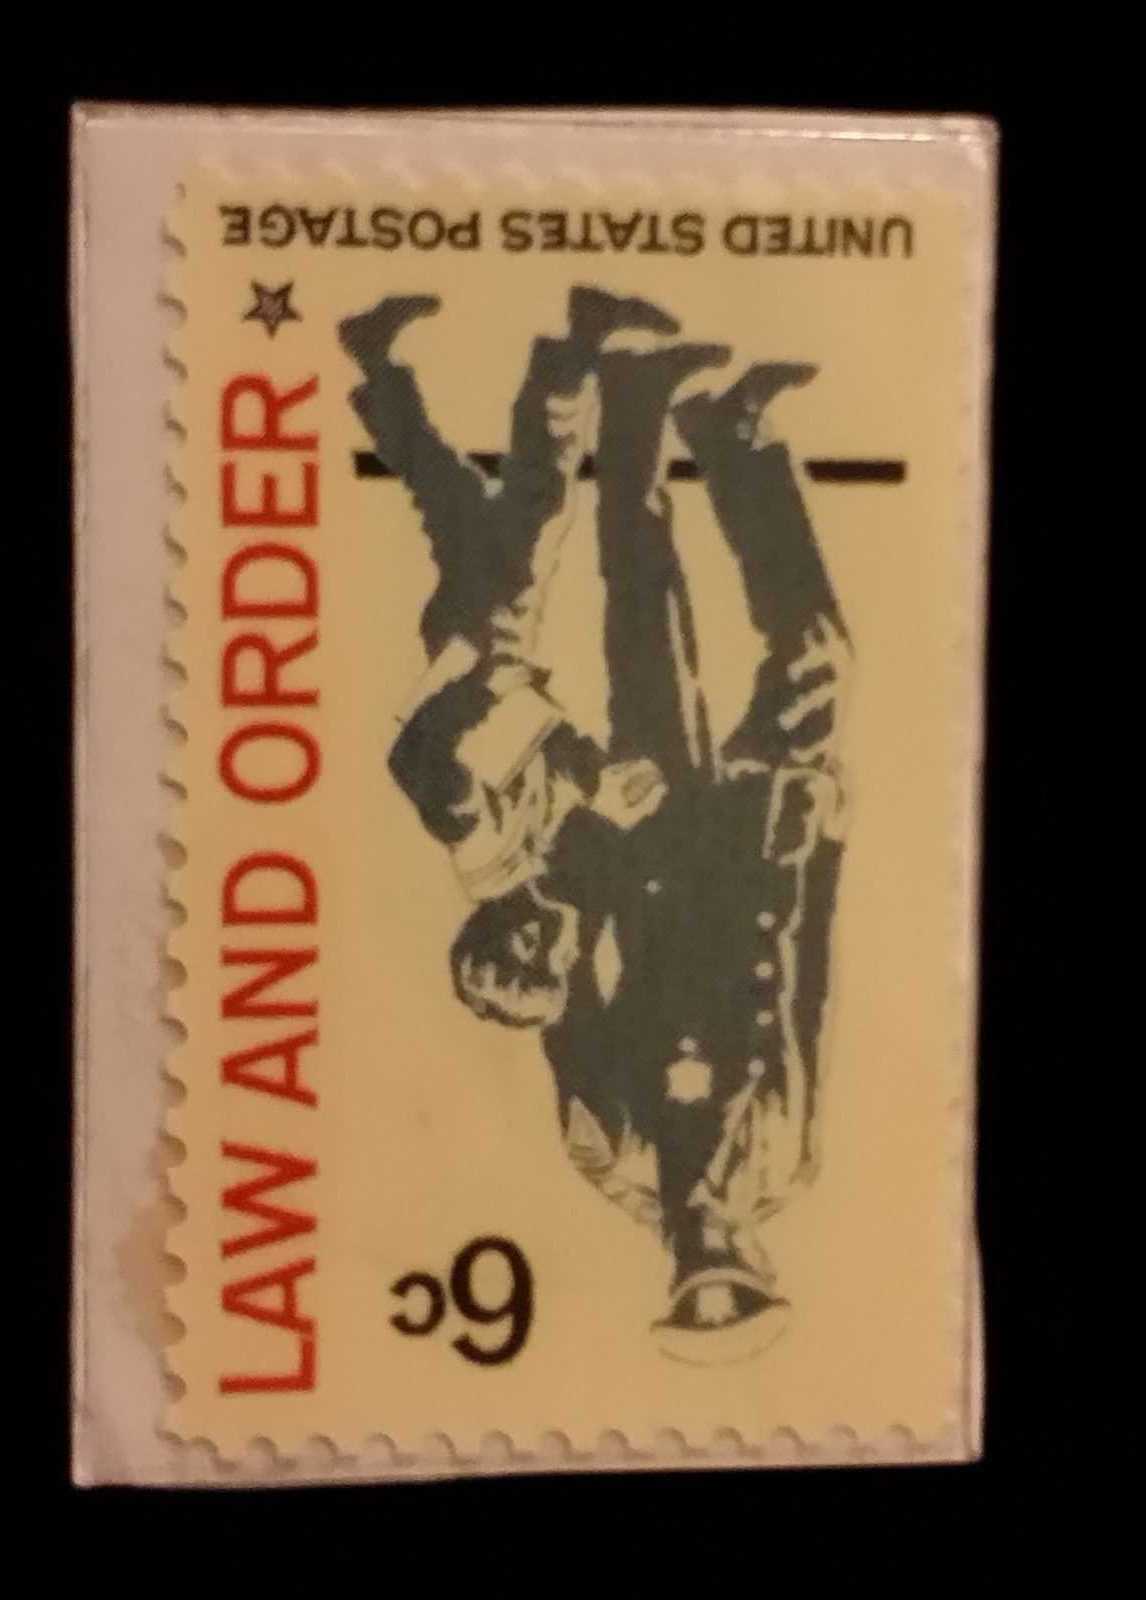 6c
LAW AND ORDER
UNITED STATES POSTAGE